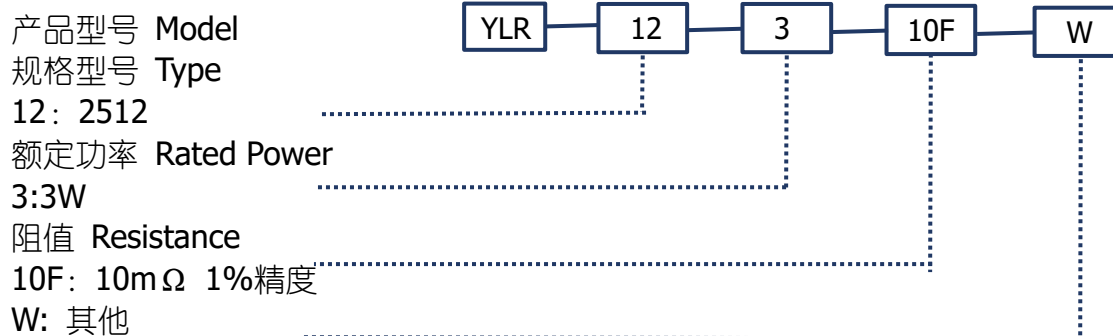 产品型号 Model
YLR 12 3 10F W
规格型号 Type
12：2512
额定功率 Rated Power
3:3W
阻值 Resistance
10F：10mΩ 1%精度
W: 其他